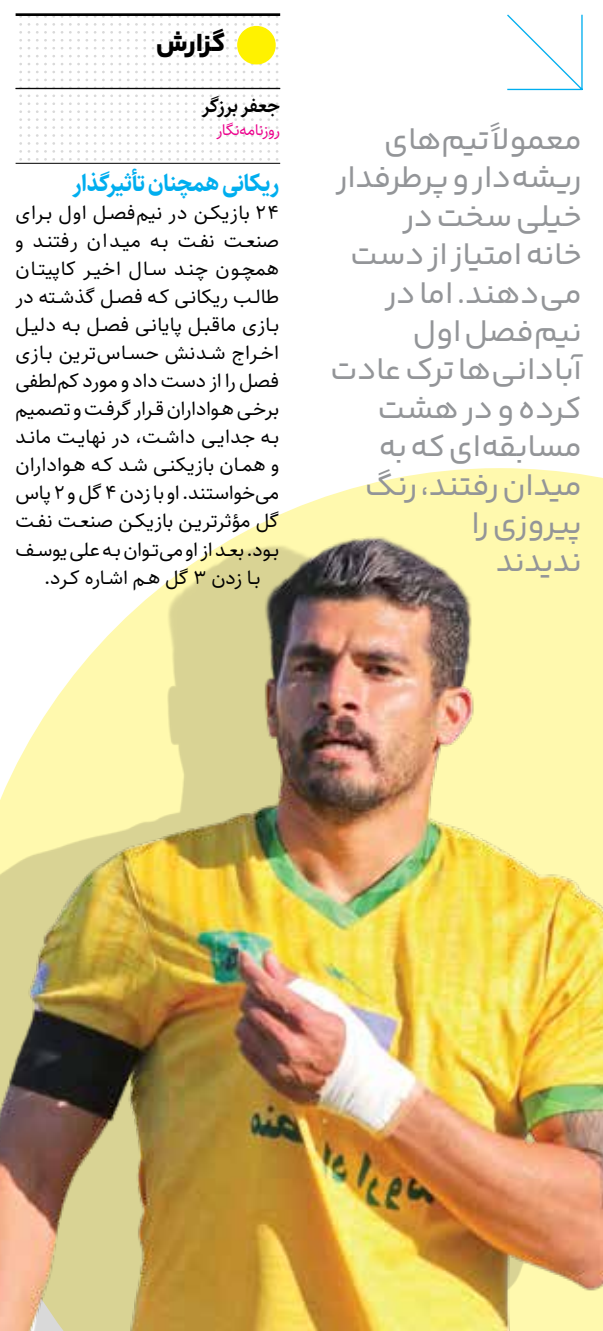 گزارش
جعفر برزگر
روزنامه‌نگار
ریکانی همچنان تأثیرگذار
۲۴ بازیکن در نیم‌فصل اول برای
صنعت نفت به میدان رفتند و
همچون چند سال اخیر کاپیتان
طالب ریکانی که فصل گذشته در
بازی ماقبل پایانی فصل به دلیل
اخراج شدنش حساس‌ترین بازی
فصل را از دست داد و مورد کم‌لطفی
برخی هواداران قرار گرفت و تصمیم
به جدایی داشت، در نهایت ماند
و همان بازیکنی شد که هواداران
می‌خواستند. او با زدن ۴ گل و ۲ پاس
گل مؤثرترین بازیکن صنعت نفت
بود. بعد از او می‌توان به علی یوسف
با زدن ۳ گل هم اشاره کرد.
معمولاً تیم‌های
ریشه‌دار و پرطرفدار
خیلی سخت در
خانه امتیاز از دست
می‌دهند. اما در
نیم‌فصل اول
آبادانی‌ها ترک عادت
کرده و در هشت
مسابقه‌ای که به
میدان رفتند، رنگ
پیروزی را
ندیدند